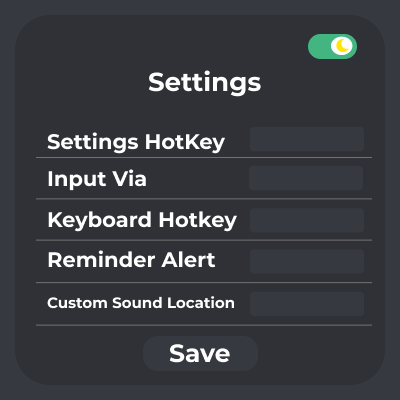 Settings
Settings HotKey
Input Via
Keyboard Hotkey
Reminder Alert
Custom Sound Location
Save